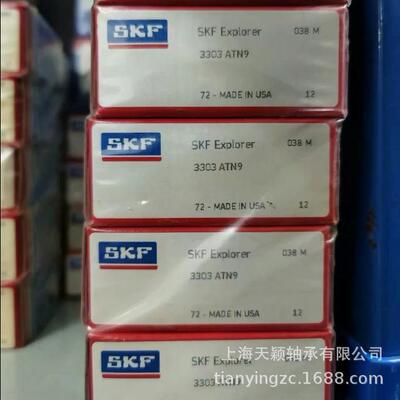 SKF
SKF Explorer
038 M
3303 ATN9
72 - MADE IN USA
12
SKF
SKF Explorer
038 M
3303 ATN9
72 - MADE IN USA
12
SKF
SKF Explorer
038 M
3303 ATN9
72 - MADE IN USA
12
SKF
SKF Explorer
3303 ATN9
上海天颖轴承有限公司
tianyingzc.1688.com